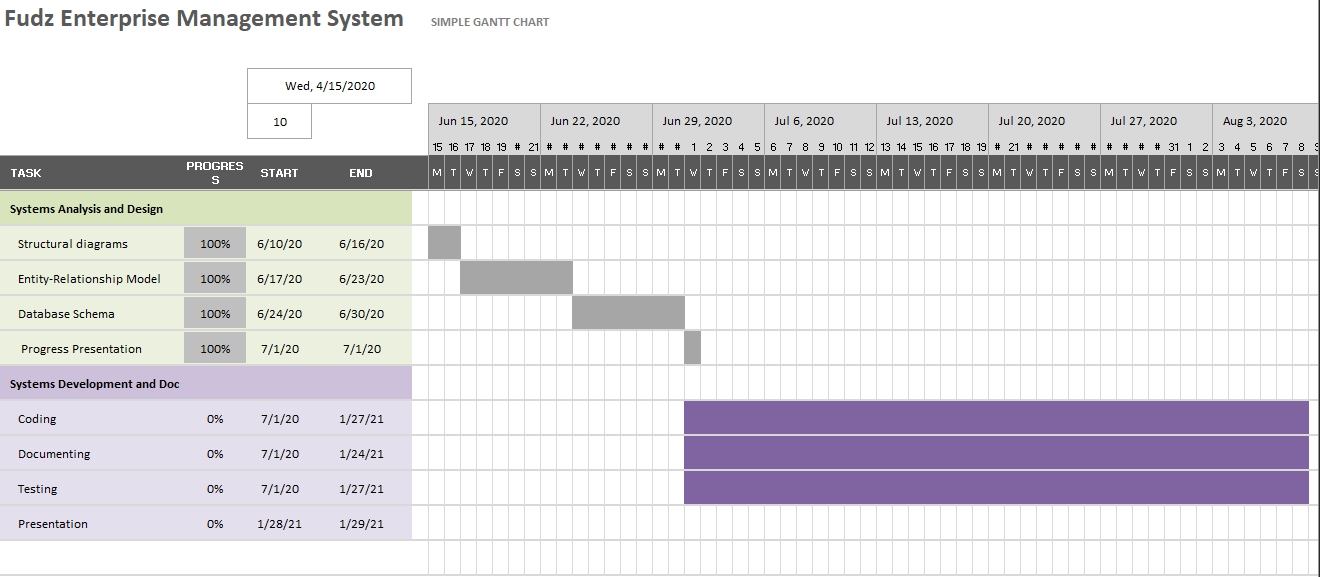 Fudz Enterprise Management System SIMPLE GANTT CHART
Wed, 4/15/2020
10
Jun 15, 2020 Jun 22, 2020 Jun 29, 2020 Jul 6, 2020 Jul 13, 2020 Jul 20, 2020 Jul 27, 2020 Aug 3, 2020
15 16 17 18 19 # 21 # # # # # # # # # 1 2 3 4 5 6 7 8 9 10 11 12 13 14 15 16 17 18 19 # 21 # # # # # # # # # 31 1 2 3 4 5 6 7 8
TASK PROGRES
S START END M T W T F S S M T W T F S S M T W T F S S M T W T F S S M T W T F S S M T W T F S S M T W T F S S M T W T F S
Systems Analysis and Design
Structural diagrams 100% 6/10/20 6/16/20
Entity-Relationship Model 100% 6/17/20 6/23/20
Database Schema 100% 6/24/20 6/30/20
Progress Presentation 100% 7/1/20 7/1/20
Systems Development and Doc
Coding 0% 7/1/20 1/27/21
Documenting 0% 7/1/20 1/24/21
Testing 0% 7/1/20 1/27/21
Presentation 0% 1/28/21 1/29/21